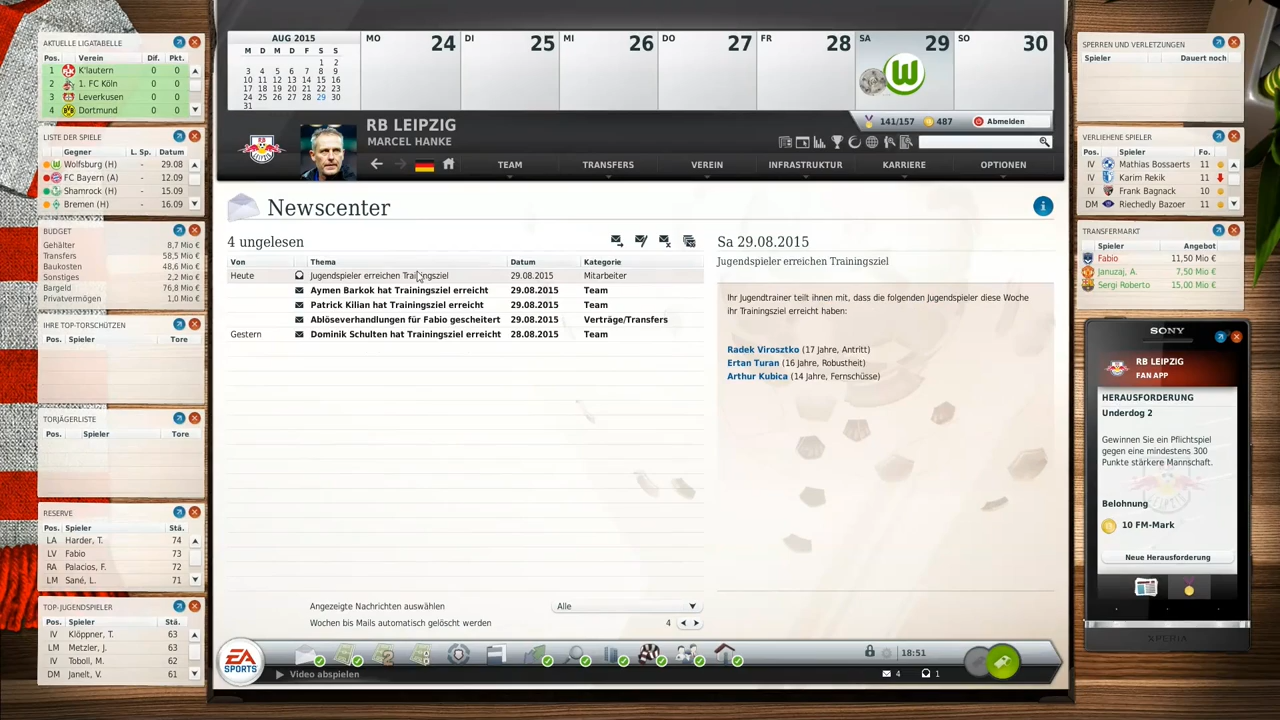 AKTUELLE LIGATABELLE
Pos. Verein Dif. Pkt.
1 K'lautern 0 0
2 1. FC Köln 0 0
3 Leverkusen 0 0
4 Dortmund 0 0
LISTE DER SPIELE
Gegner L. Sp. Datum
Wolfsburg (H) - 29.08
FC Bayern (A) - 12.09
Shamrock (H) - 15.09
Bremen (H) - 16.09
BUDGET
Gehälter 8,7 Mio €
Transfers 58,5 Mio €
Baukosten 48,6 Mio €
Sonstiges 2,2 Mio €
Bargeld 76,8 Mio €
Privatvermögen 1,0 Mio €
IHRE TOP-TORSCHÜTZEN
Pos. Spieler Tore
TORJÄGERLISTE
Pos. Spieler Tore
RESERVE
Pos. Spieler Stä.
LA Harder, T. 74
LV Fabio 73
RA Palacios, F. 72
LM Sané, L. 71
TOP-JUGENDSPIELER
Pos. Spieler Stä.
IV Klöppner, T. 63
LM Metzler, J. 63
IV Toboll, M. 62
DM Janelt, V. 61
AUG 2015
M D M D F S S
1 2
3 4 5 6 7 8 9
10 11 12 13 14 15 16
17 18 19 20 21 22 23
24 25 26 27 28 29 30
31
MO 24 DI 25 MI 26 DO 27 FR 28 SA 29 SO 30
RB LEIPZIG
MARCEL HANKE
141/157 487 Abmelden
TEAM TRANSFERS VEREIN INFRASTRUKTUR KARRIERE OPTIONEN
Newscenter
4 ungelesen
Von Thema Datum Kategorie
Heute Jugendspieler erreichen Trainingsziel 29.08.2015 Mitarbeiter
Aymen Barkok hat Trainingsziel erreicht 29.08.2015 Team
Patrick Kilian hat Trainingsziel erreicht 29.08.2015 Team
Ablöseverhandlungen für Fabio gescheitert 29.08.2015 Verträge/Transfers
Gestern Dominik Schulten hat Trainingsziel erreicht 28.08.2015 Team
Angezeigte Nachrichten auswählen Alle
Wochen bis Mails automatisch gelöscht werden 4
Sa 29.08.2015
Jugendspieler erreichen Trainingsziel
Ihr Jugendtrainer teilt ihnen mit, dass die folgenden Jugendspieler diese Woche
ihr Trainingsziel erreicht haben:
Radek Virosztko (17 Jahre, Antritt)
Ertan Turan (16 Jahre, Robustheit)
Arthur Kubica (14 Jahre, Fernschüsse)
EA
SPORTS
18:51
Video abspielen
4 1
SPERREN UND VERLETZUNGEN
Spieler Dauert noch
VERLIEHENE SPIELER
Pos. Spieler Fo.
IV Mathias Bossaerts 11
IV Karim Rekik 11
IV Frank Bagnack 10
DM Riechedly Bazoer 11
TRANSFERMARKT
Spieler Angebot
Fabio 11,50 Mio €
Januzaj, A. 7,50 Mio €
Sergi Roberto 15,00 Mio €
SONY
RB LEIPZIG
FAN APP
HERAUSFORDERUNG
Underdog 2
Gewinnen Sie ein Pflichtspiel
gegen eine mindestens 300
Punkte stärkere Mannschaft.
Belohnung
10 FM-Mark
Neue Herausforderung
XPERIA